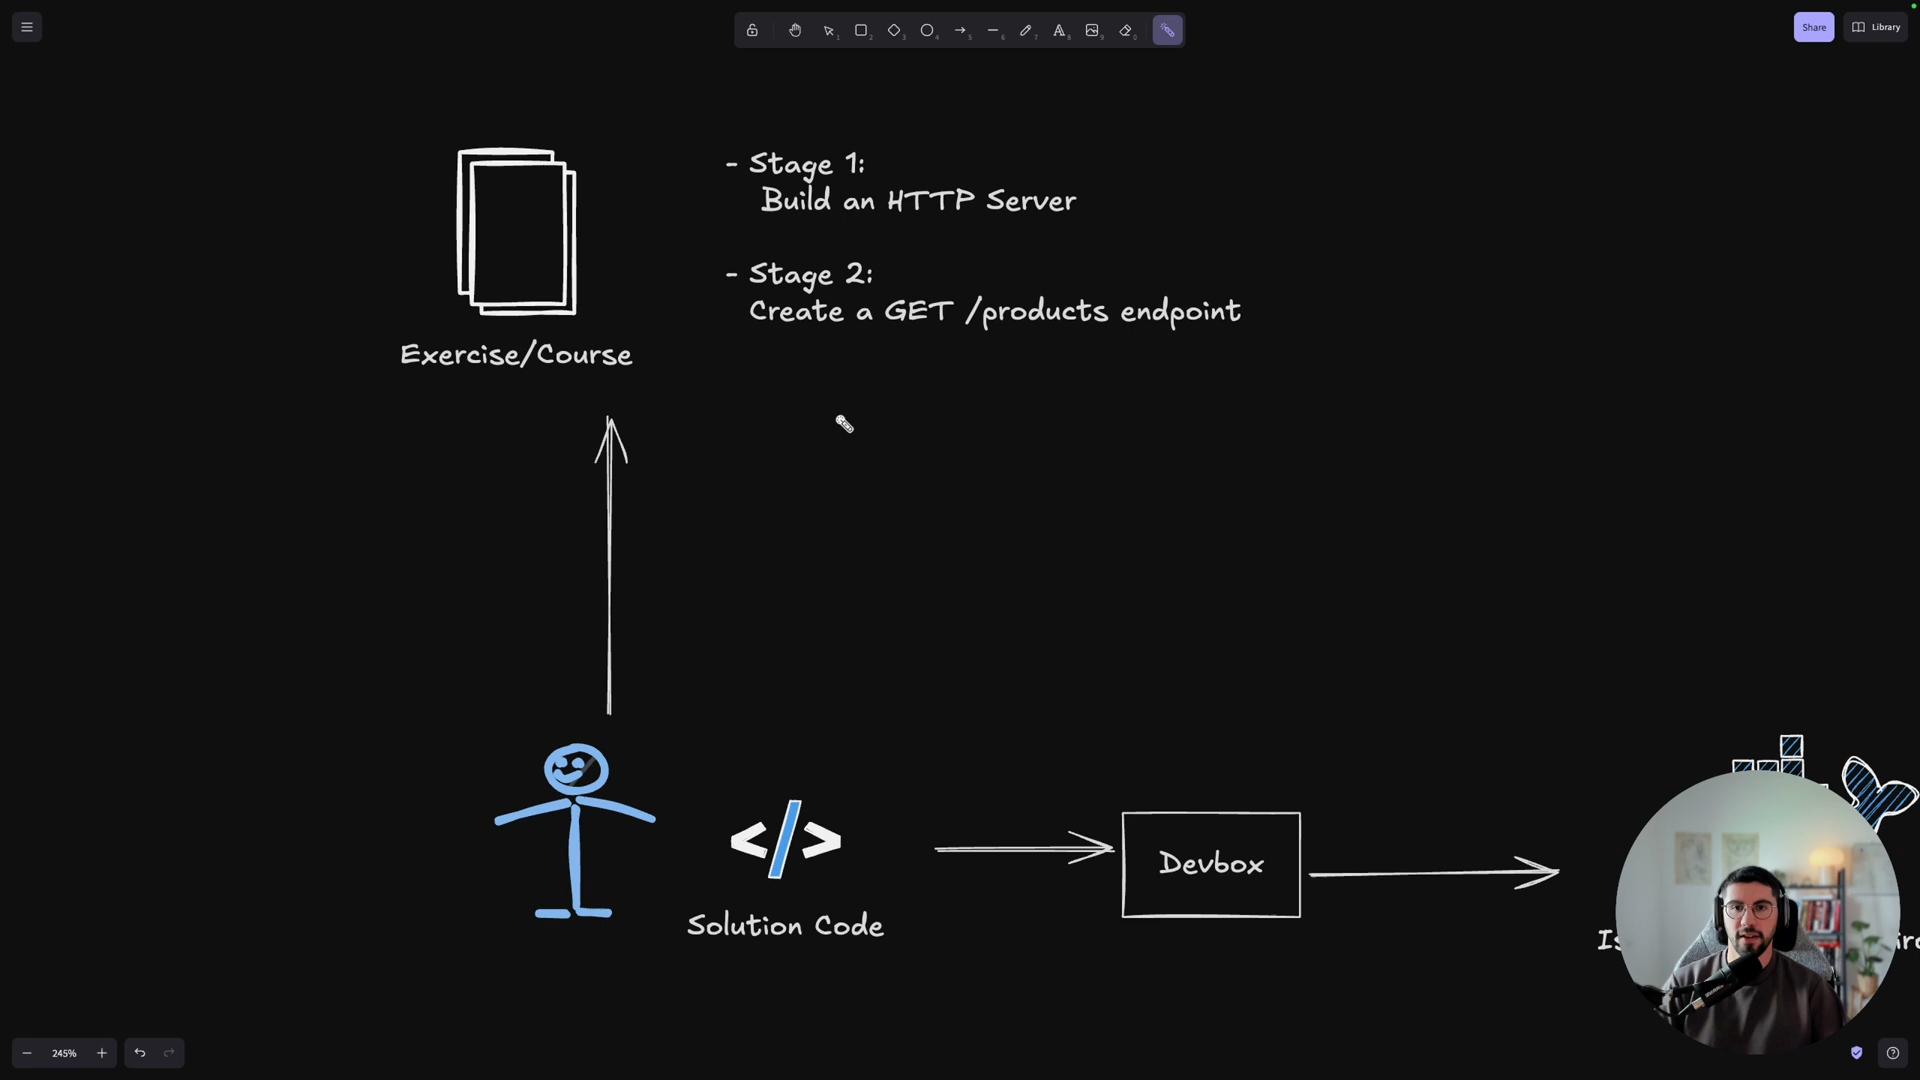 Share
Library
- Stage 1:
Build an HTTP Server
- Stage 2:
Create a GET /products endpoint
Exercise/Course
Devbox
Solution Code
245%